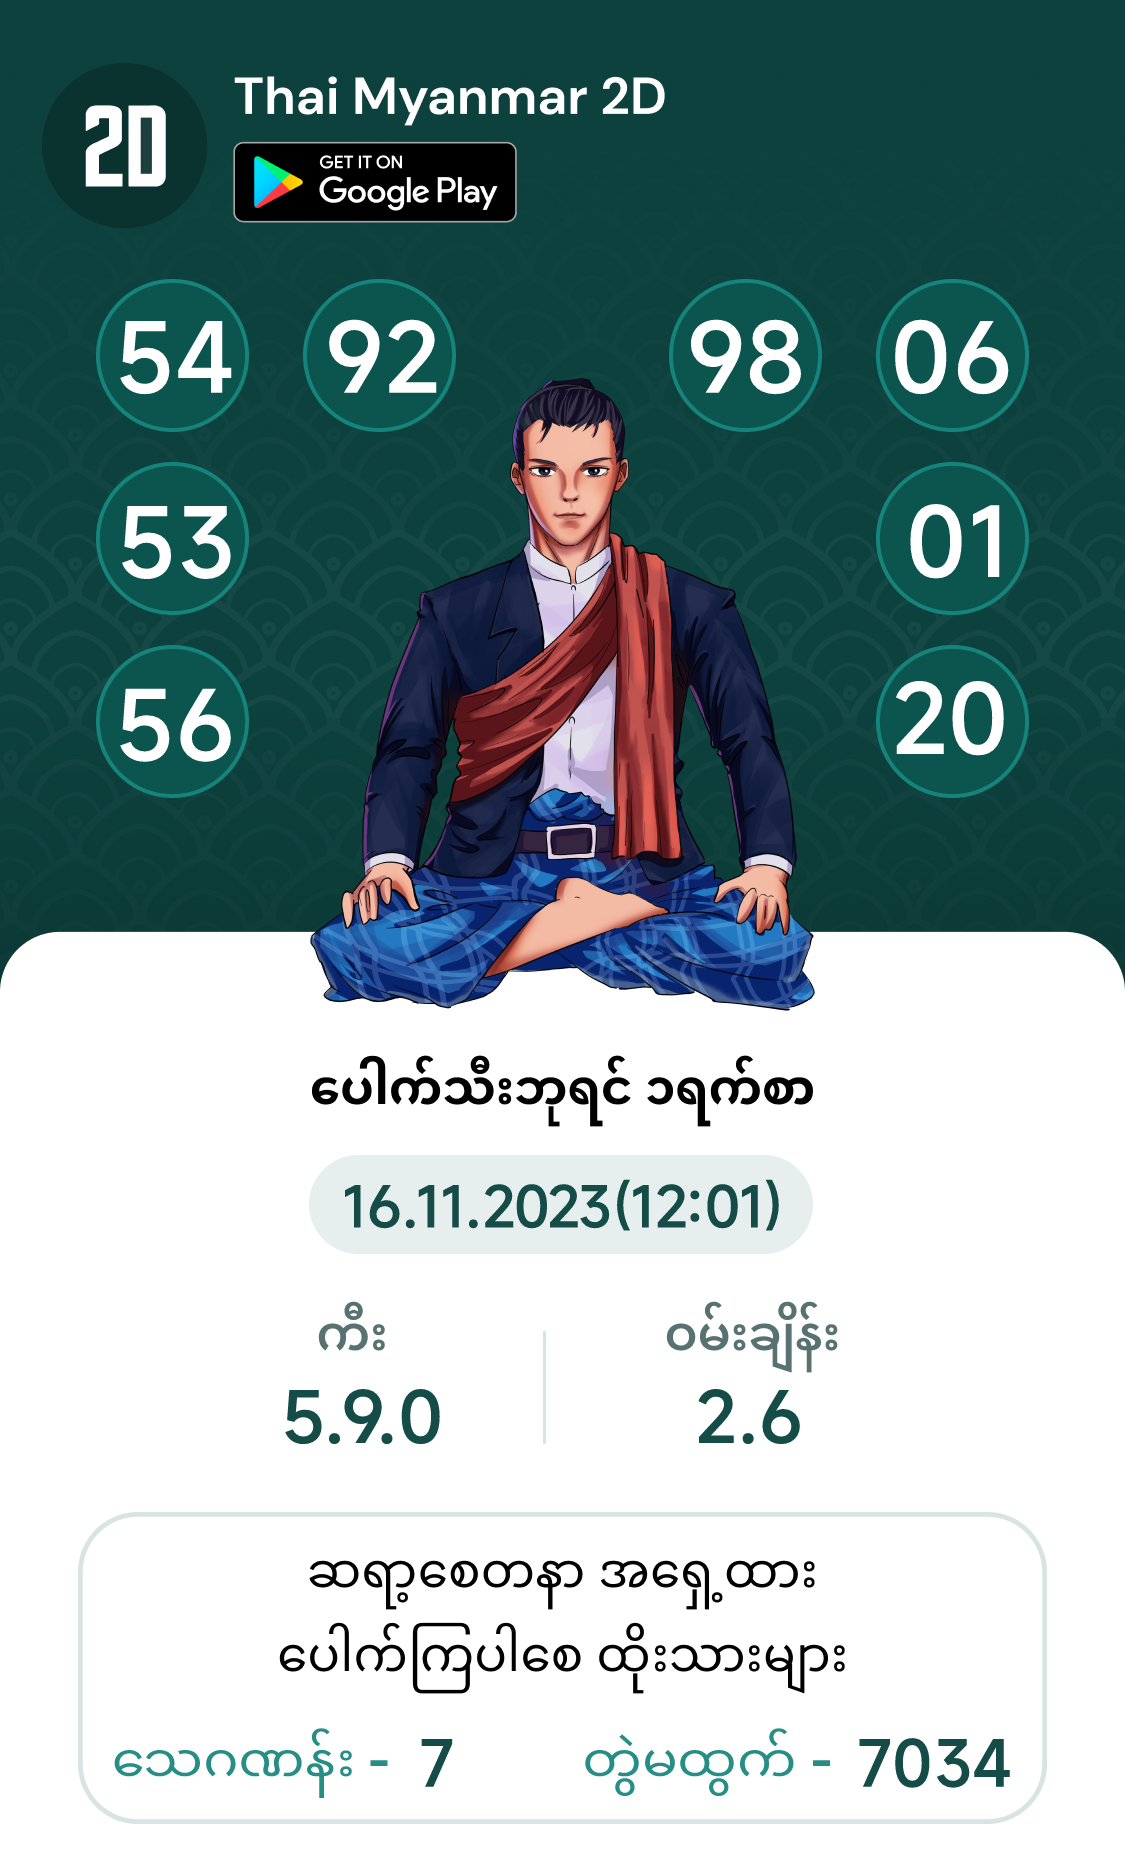 2D
Thai Myanmar 2D
GET IT ON
Google Play
54 92 98 06
53 01
56 20
ပေါက်သီးဘုရင် ၁ရက်စာ
16.11.2023(12:01)
ကီး ဝမ်းချိန်း
5.9.0 2.6
ဆရာ့စေတနာ အရှေ့ထား
ပေါက်ကြပါစေ ထိုးသားများ
သေဂဏန်း - 7 တွဲမထွက် - 7034